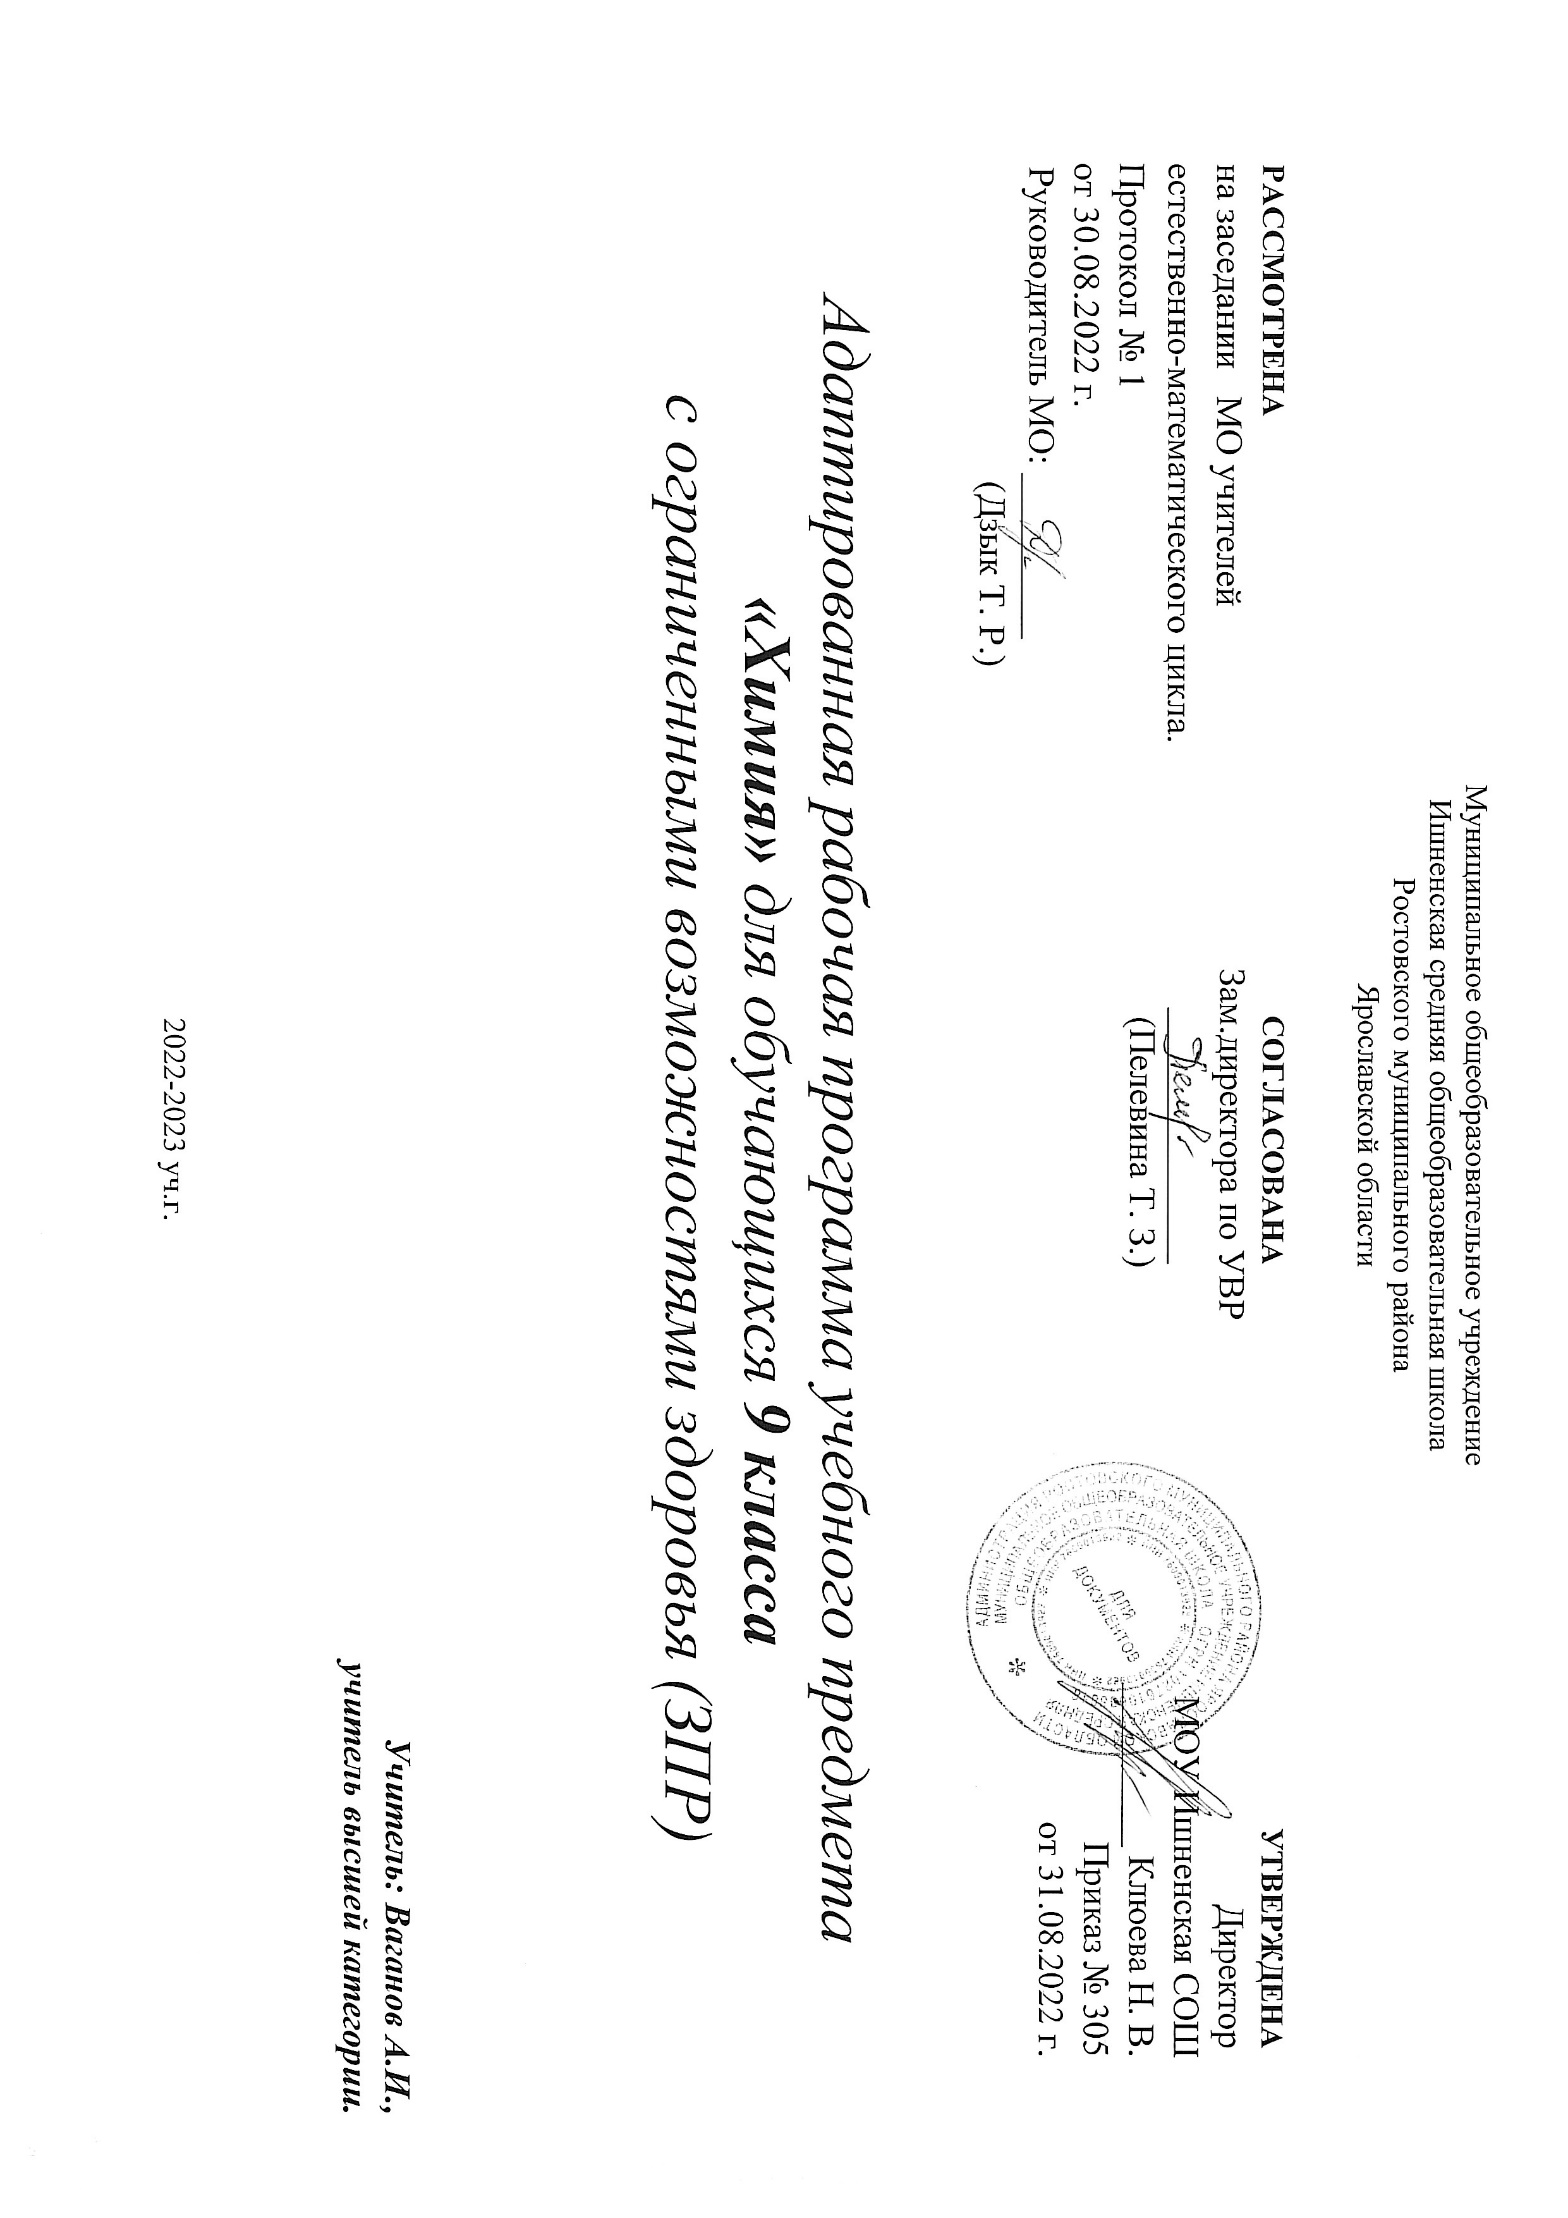 Муниципальное общеобразовательное учреждение
Ишненская средняя общеобразовательная школа
Ростовского муниципального района
Ярославской области
РАССМОТРЕНА
на заседании МО учителей
естественно-математического цикла.
Протокол № 1
от 30.08.2022 г.
Руководитель МО:
(Дзык Т. Р.)
СОГЛАСОВАНА
Зам.директора по УВР
(Пелевина Т. З.)
УТВЕРЖДЕНА
Директор
МОУ Ишненская СОШ
Клюева Н. В.
Приказ № 305
от 31.08.2022 г.
ДЛЯ
ДОКУМЕНТОВ
Адаптированная рабочая программа учебного предмета
«Химия» для обучающихся 9 класса
с ограниченными возможностями здоровья (ЗПР)
Учитель: Ваганов А.И.,
учитель высшей категории.
2022-2023 уч.г.